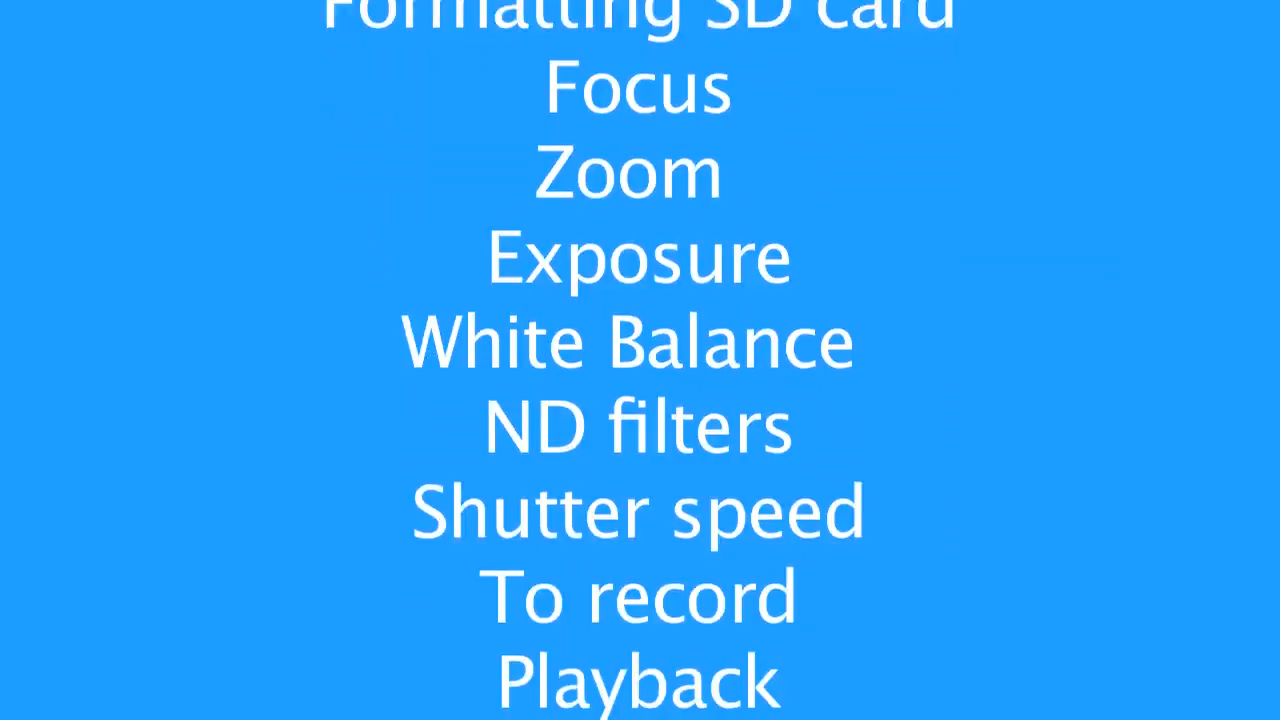 Formatting SD card
Focus
Zoom
Exposure
White Balance
ND filters
Shutter speed
To record
Playback